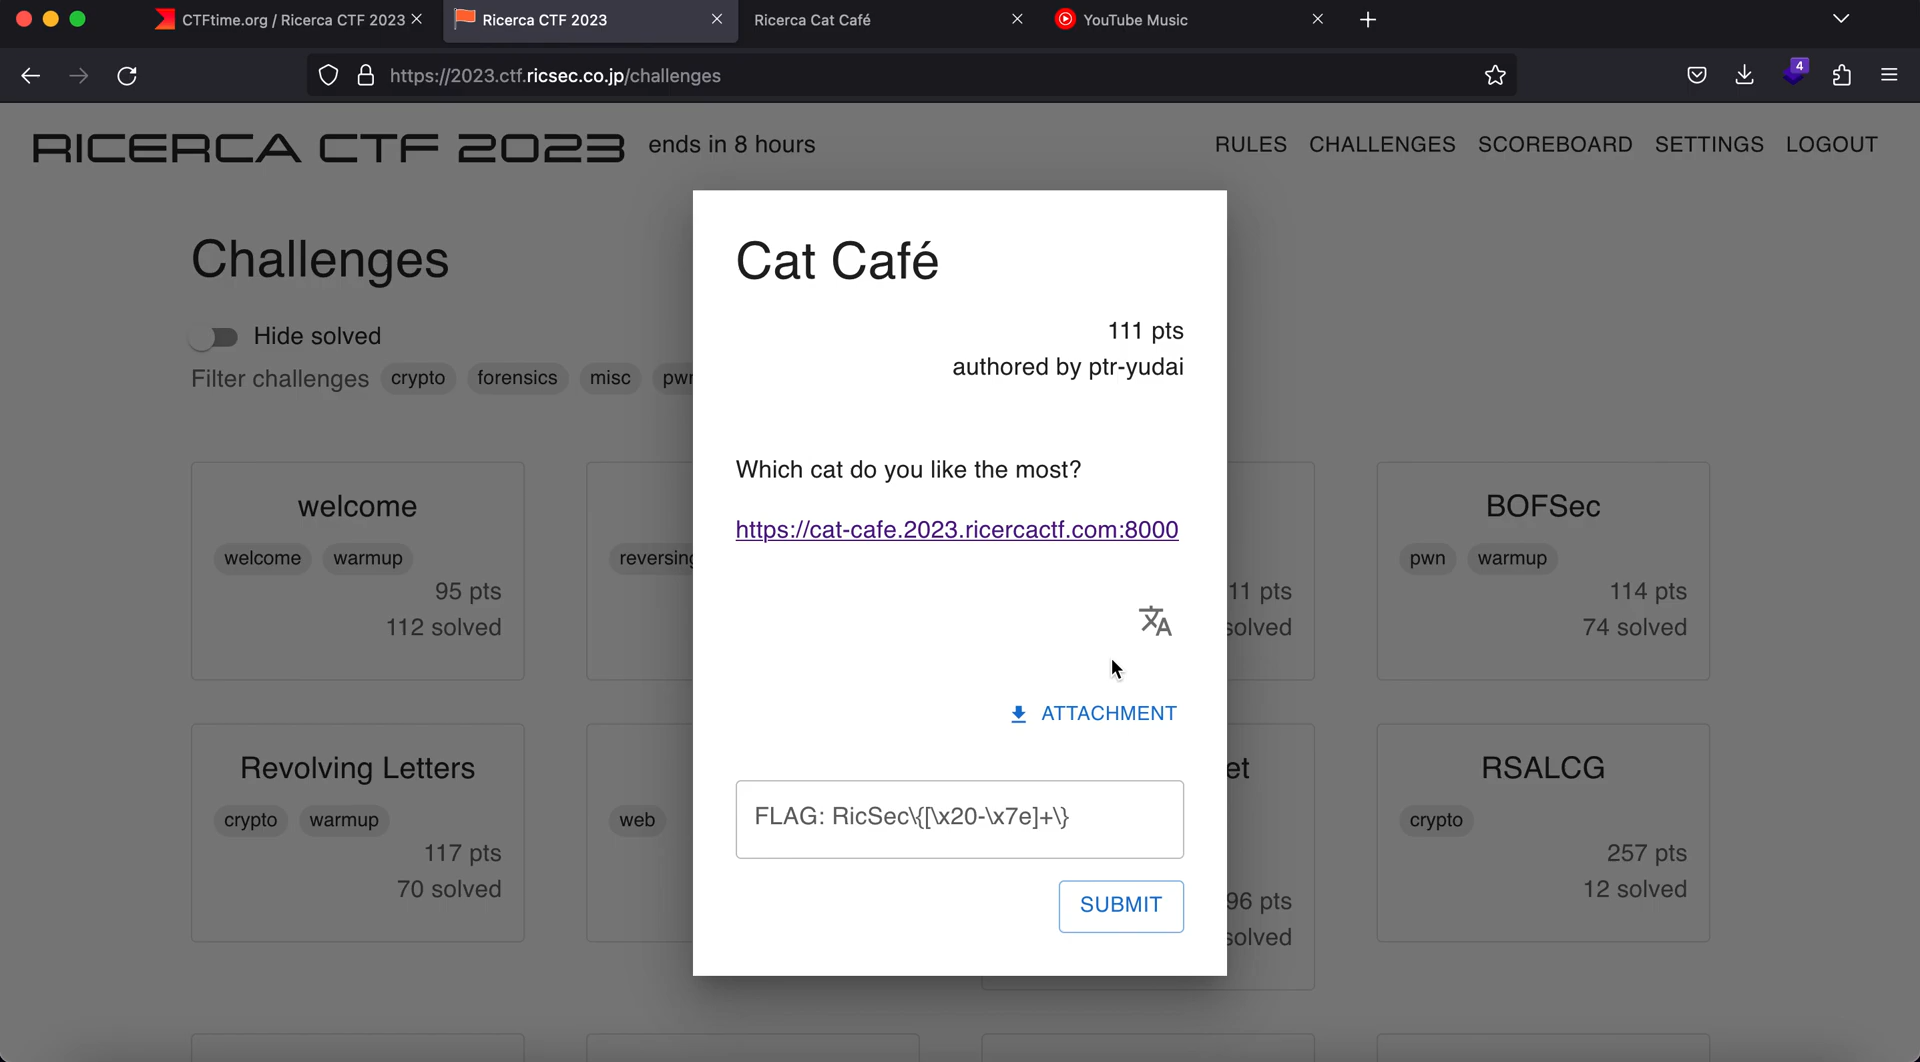 CTFtime.org / Ricerca CTF 2023
Ricerca CTF 2023
Ricerca Cat Café
YouTube Music
https://2023.ctf.ricsec.co.jp/challenges
4
RICERCA CTF 2023
ends in 8 hours
RULES
CHALLENGES
SCOREBOARD
SETTINGS
LOGOUT
Challenges
Hide solved
Filter challenges
crypto
forensics
misc
Cat Café
111 pts
authored by ptr-yudai
Which cat do you like the most?
https://cat-cafe.2023.ricercactf.com:8000
ATTACHMENT
FLAG: RicSec\{[\x20-\x7e]+\}
SUBMIT
welcome
welcome
warmup
95 pts
112 solved
11 pts
BOFSec
pwn
warmup
114 pts
74 solved
Revolving Letters
crypto
warmup
117 pts
70 solved
web
et
96 pts
RSALCG
crypto
257 pts
12 solved